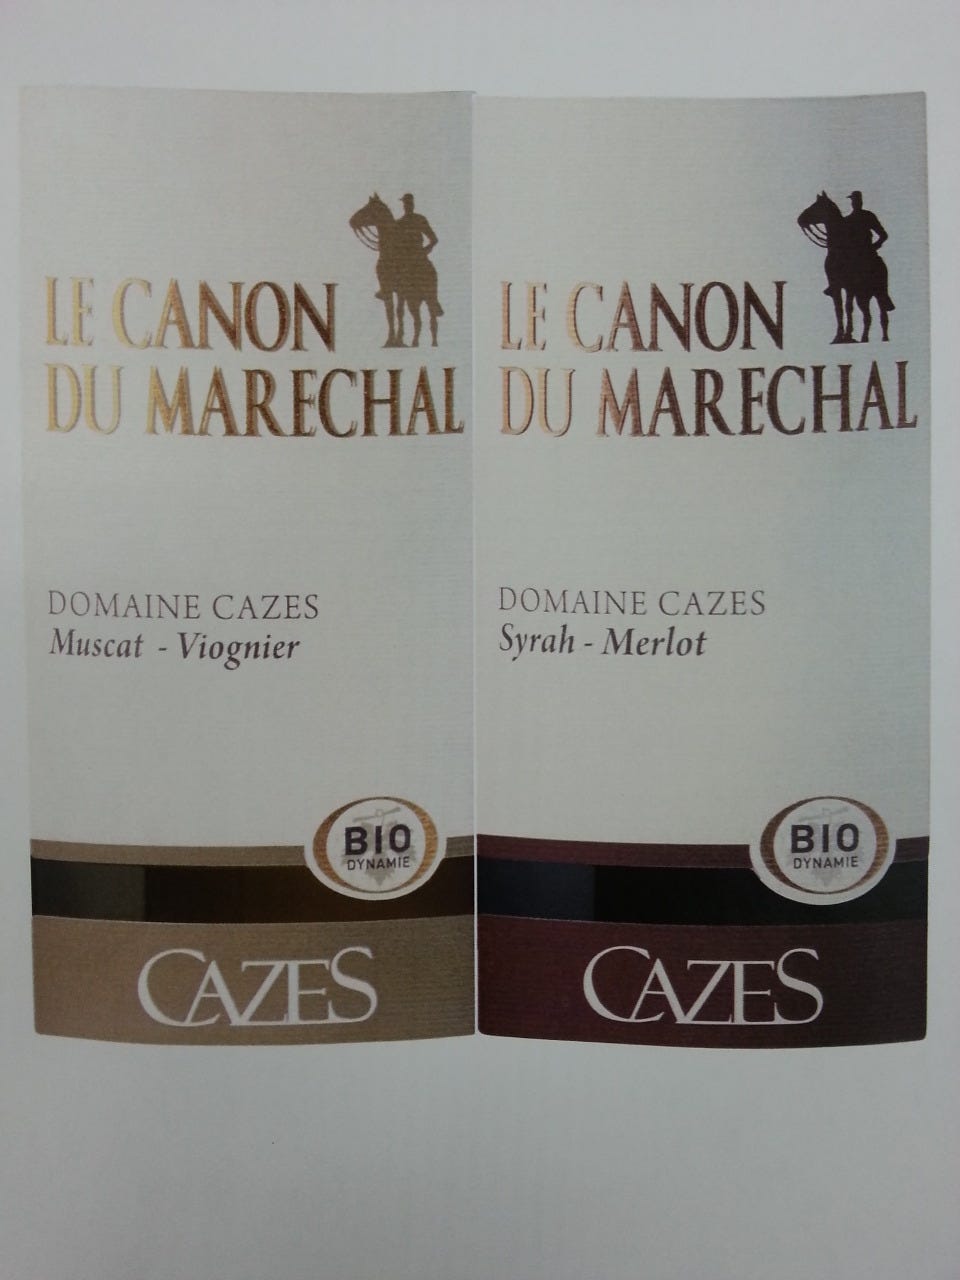 LE CANON
DU MARECHAL
DOMAINE CAZES
Muscat - Viognier
BIO
DYNAMIE
CAZES
LE CANON
DU MARECHAL
DOMAINE CAZES
Syrah - Merlot
BIO
DYNAMIE
CAZES